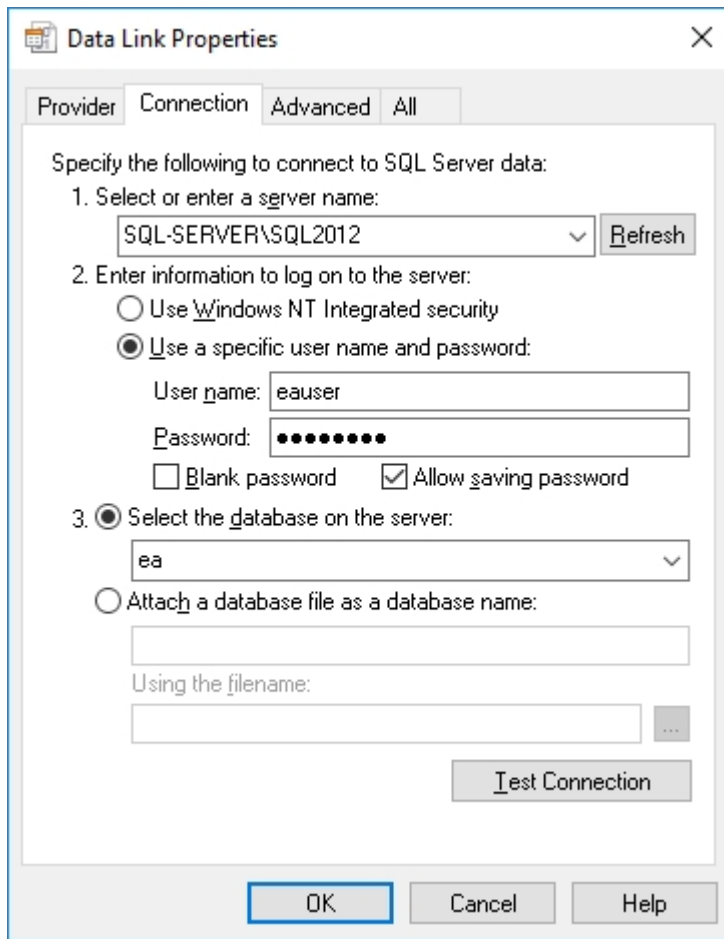 Data Link Properties
Provider Connection Advanced All
Specify the following to connect to SQL Server data:
1. Select or enter a server name:
SQL-SERVER\SQL2012 Refresh
2. Enter information to log on to the server:
Use Windows NT Integrated security
Use a specific user name and password:
User name: eauser
Password: ●●●●●●●●
Blank password Allow saving password
3. Select the database on the server:
ea
Attach a database file as a database name:
Using the filename:
...
Test Connection
OK Cancel Help